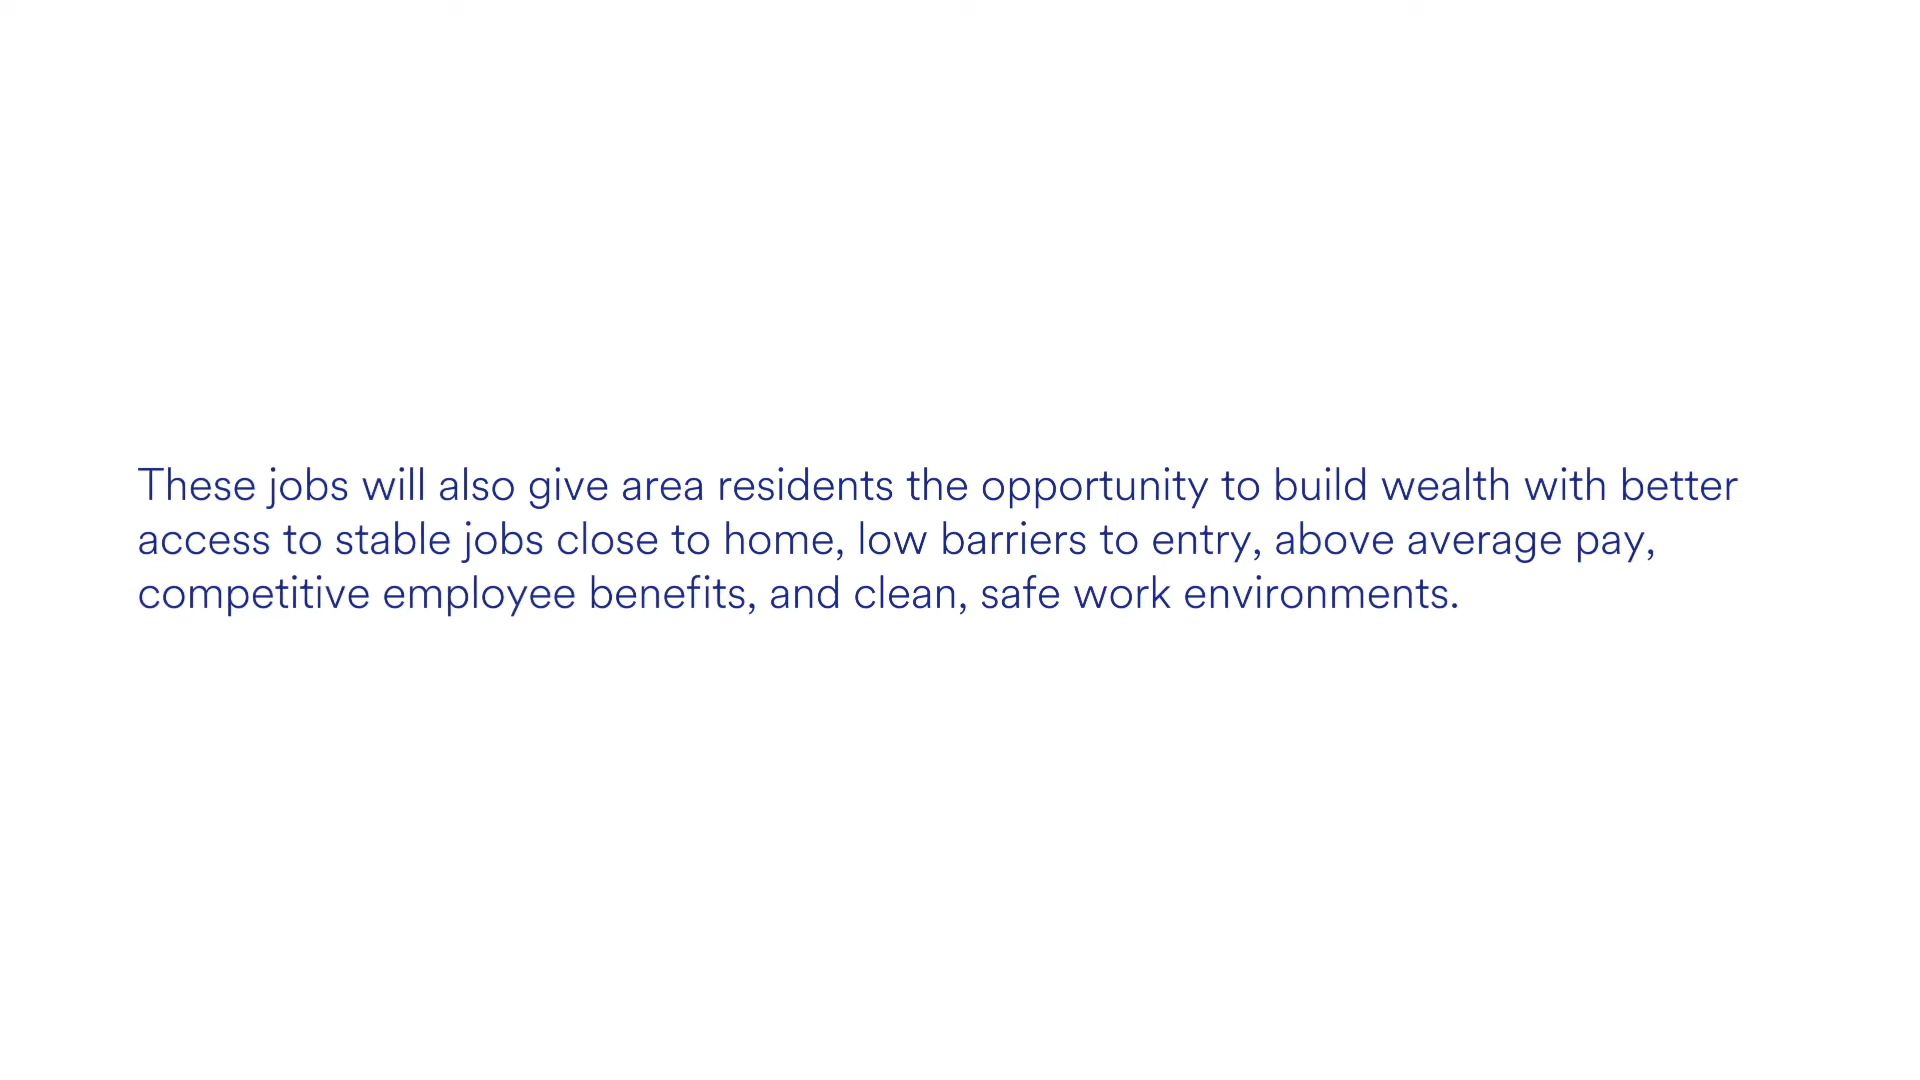 These jobs will also give area residents the opportunity to build wealth with better
access to stable jobs close to home, low barriers to entry, above average pay,
competitive employee benefits, and clean, safe work environments.